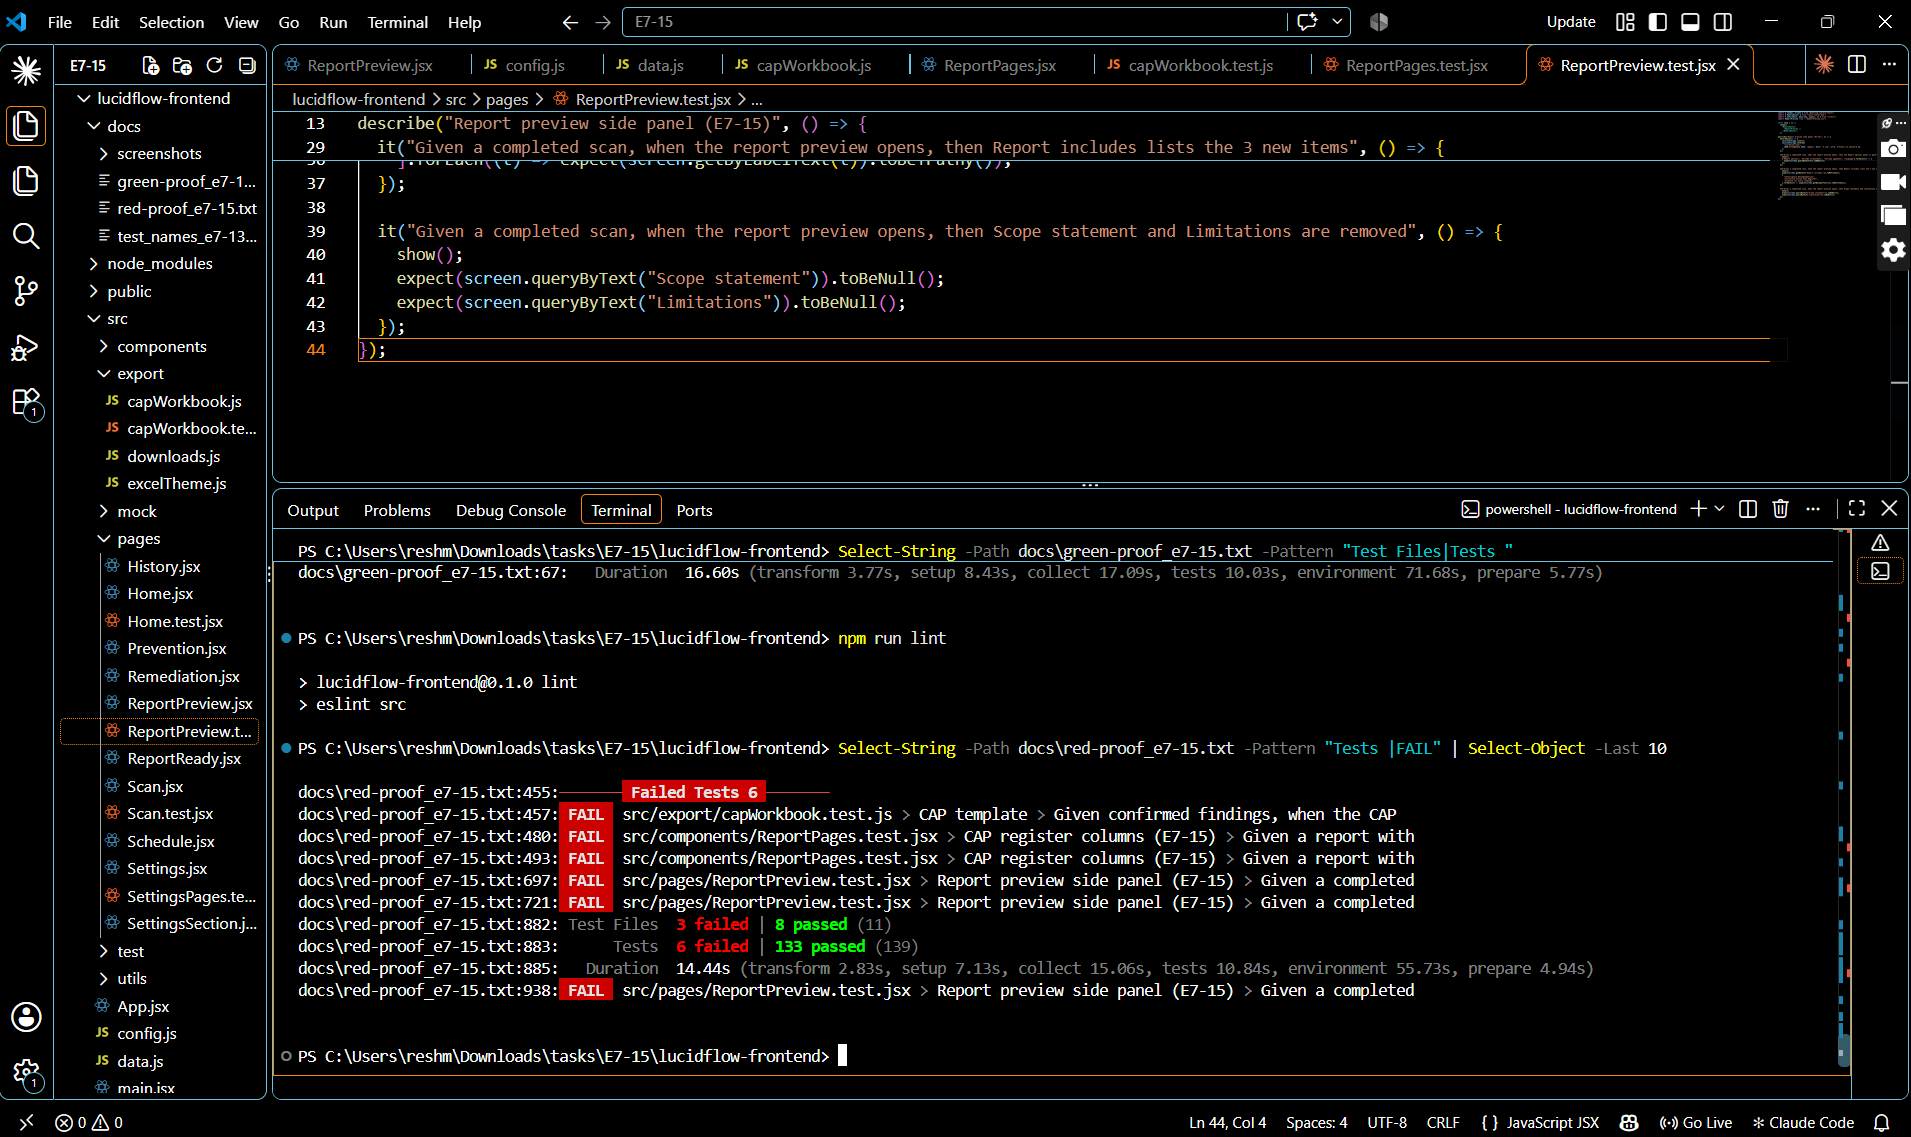 File Edit Selection View Go Run Terminal Help
E7-15
Update
E7-15
lucidflow-frontend
docs
screenshots
green-proof_e7-1...
red-proof_e7-15.txt
test_names_e7-13...
node_modules
public
src
components
export
JS capWorkbook.js
JS capWorkbook.te...
JS downloads.js
JS excelTheme.js
mock
pages
History.jsx
Home.jsx
Home.test.jsx
Prevention.jsx
Remediation.jsx
ReportPreview.jsx
ReportPreview.t...
ReportReady.jsx
Scan.jsx
Scan.test.jsx
Schedule.jsx
Settings.jsx
SettingsPages.te...
SettingsSection.j...
test
utils
App.jsx
JS config.js
JS data.js
main.jsx
1
1
ReportPreview.jsx JS config.js JS data.js JS capWorkbook.js ReportPages.jsx JS capWorkbook.test.js ReportPages.test.jsx ReportPreview.test.jsx
lucidflow-frontend > src > pages > ReportPreview.test.jsx > ...
13 describe("Report preview side panel (E7-15)", () => {
29 it("Given a completed scan, when the report preview opens, then Report includes lists the 3 new items", () => {
36 ].forEach((t) => expect(screen.getByLabelText(t)).toBeTruthy());
37 });
38
39 it("Given a completed scan, when the report preview opens, then Scope statement and Limitations are removed", () => {
40 show();
41 expect(screen.queryByText("Scope statement")).toBeNull();
42 expect(screen.queryByText("Limitations")).toBeNull();
43 });
44 });
Output Problems Debug Console Terminal Ports
powershell - lucidflow-frontend
PS C:\Users\reshm\Downloads\tasks\E7-15\lucidflow-frontend> Select-String -Path docs\green-proof_e7-15.txt -Pattern "Test Files|Tests "
docs\green-proof_e7-15.txt:67: Duration 16.60s (transform 3.77s, setup 8.43s, collect 17.09s, tests 10.03s, environment 71.68s, prepare 5.77s)
PS C:\Users\reshm\Downloads\tasks\E7-15\lucidflow-frontend> npm run lint
> lucidflow-frontend@0.1.0 lint
> eslint src
PS C:\Users\reshm\Downloads\tasks\E7-15\lucidflow-frontend> Select-String -Path docs\red-proof_e7-15.txt -Pattern "Tests |FAIL" | Select-Object -Last 10
docs\red-proof_e7-15.txt:455: Failed Tests 6
docs\red-proof_e7-15.txt:457: FAIL src/export/capWorkbook.test.js > CAP template > Given confirmed findings, when the CAP
docs\red-proof_e7-15.txt:480: FAIL src/components/ReportPages.test.jsx > CAP register columns (E7-15) > Given a report with
docs\red-proof_e7-15.txt:493: FAIL src/components/ReportPages.test.jsx > CAP register columns (E7-15) > Given a report with
docs\red-proof_e7-15.txt:697: FAIL src/pages/ReportPreview.test.jsx > Report preview side panel (E7-15) > Given a completed
docs\red-proof_e7-15.txt:721: FAIL src/pages/ReportPreview.test.jsx > Report preview side panel (E7-15) > Given a completed
docs\red-proof_e7-15.txt:882: Test Files 3 failed | 8 passed (11)
docs\red-proof_e7-15.txt:883: Tests 6 failed | 133 passed (139)
docs\red-proof_e7-15.txt:885: Duration 14.44s (transform 2.83s, setup 7.13s, collect 15.06s, tests 10.84s, environment 55.73s, prepare 4.94s)
docs\red-proof_e7-15.txt:938: FAIL src/pages/ReportPreview.test.jsx > Report preview side panel (E7-15) > Given a completed
PS C:\Users\reshm\Downloads\tasks\E7-15\lucidflow-frontend>
0 0
Ln 44, Col 4 Spaces: 4 UTF-8 CRLF { } JavaScript JSX Go Live Claude Code